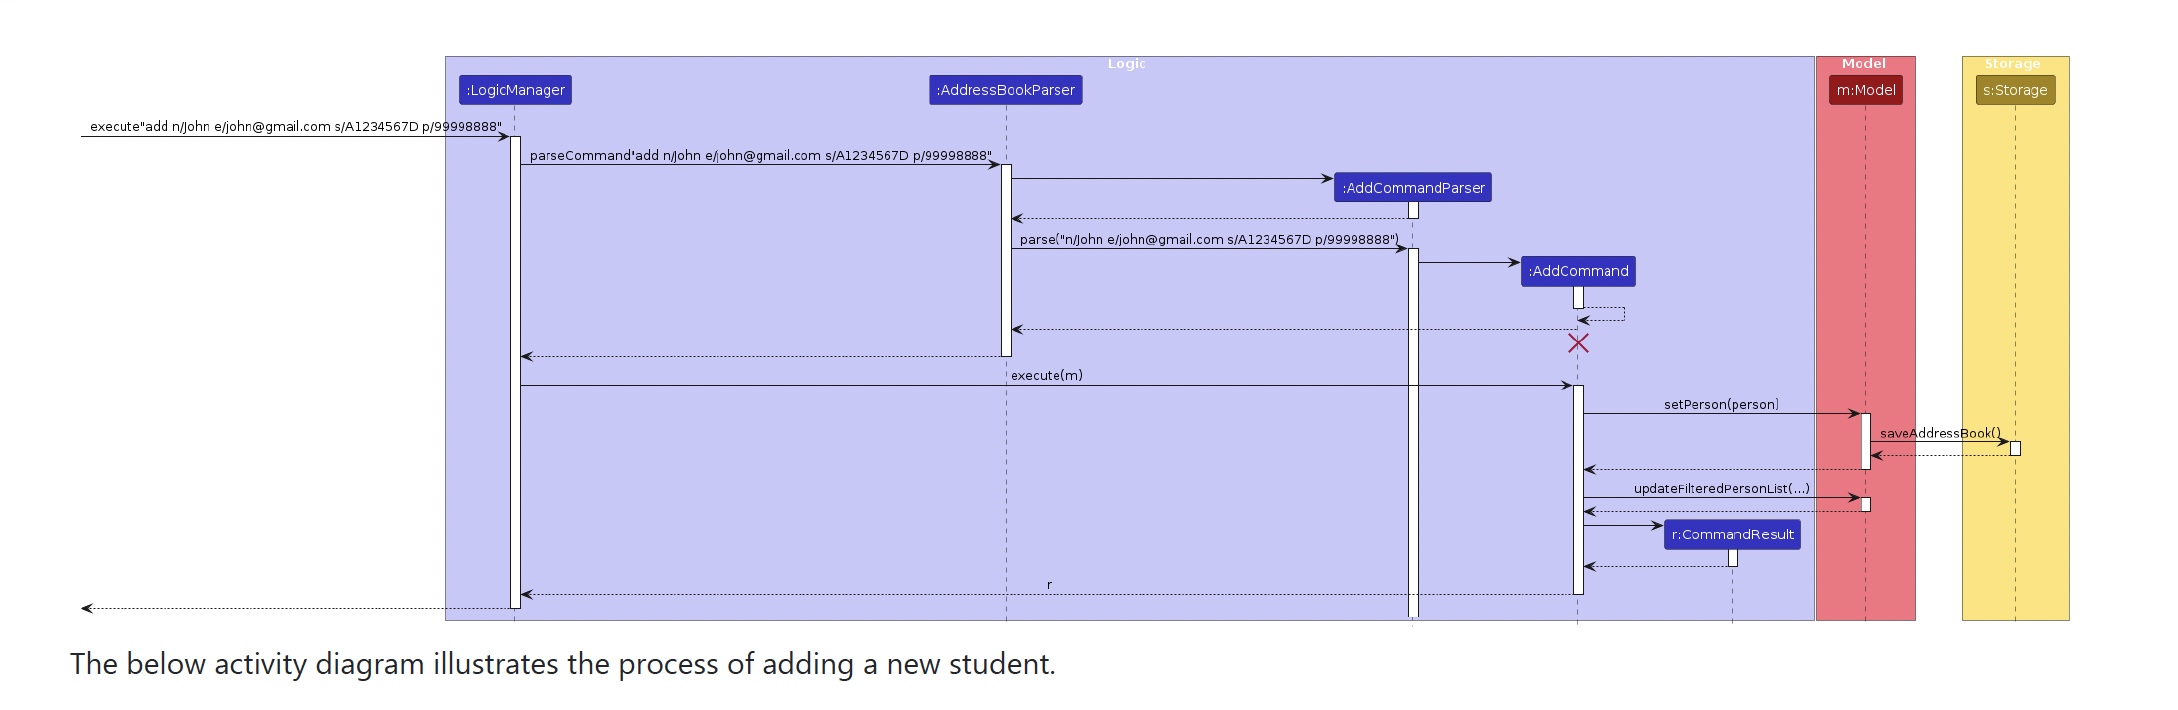 Logic
Model
Storage
:LogicManager
:AddressBookParser
m:Model
s:Storage
execute"add n/John e/john@gmail.com s/A1234567D p/99998888"
parseCommand"add n/John e/john@gmail.com s/A1234567D p/99998888"
:AddCommandParser
parse("n/John e/john@gmail.com s/A1234567D p/99998888")
:AddCommand
execute(m)
setPerson(person)
saveAddressBook()
updateFilteredPersonList(...)
r:CommandResult
r
The below activity diagram illustrates the process of adding a new student.